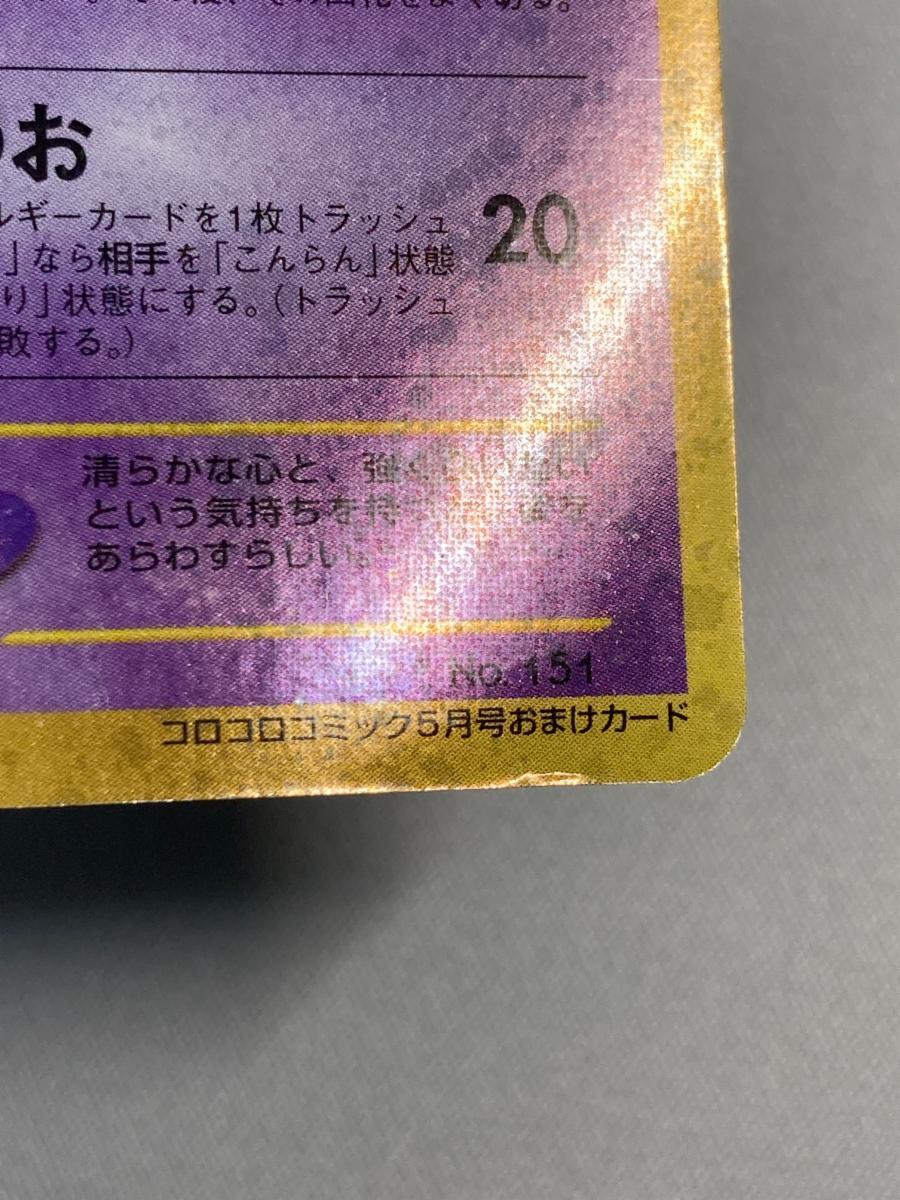 お
ルギーカードを1枚トラッシュ
」なら相手を「こんらん」状態
り」状態にする。(トラッシュ
敗する。)
20
清らかな心と、強く
という気持ちを持
あらわすらしい。
No. 151
コロコロコミック5月号おまけカード